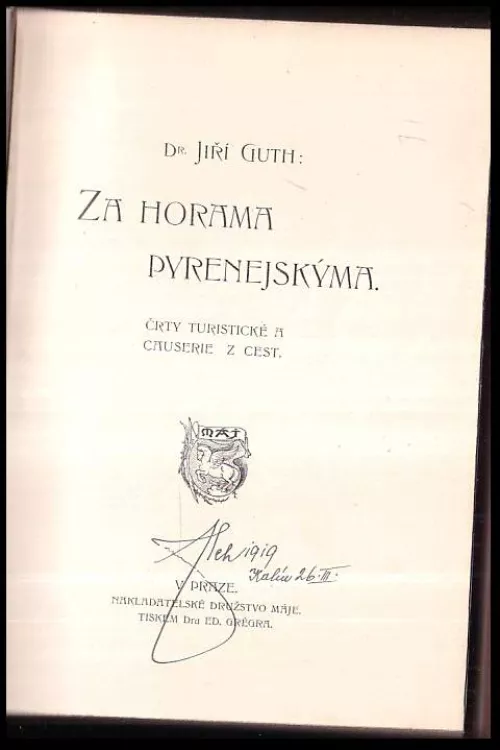 Dr. JIŘÍ GUTH:
ZA HORAMA
PYRENEJSKÝMA.
ČRTY TURISTICKÉ A
CAUSERIE Z CEST.
MÁJ
1919
26. III.
V PRAZE.
NAKLADATELSKÉ DRUŽSTVO MÁJE.
TISKEM Dra ED. GRÉGRA.